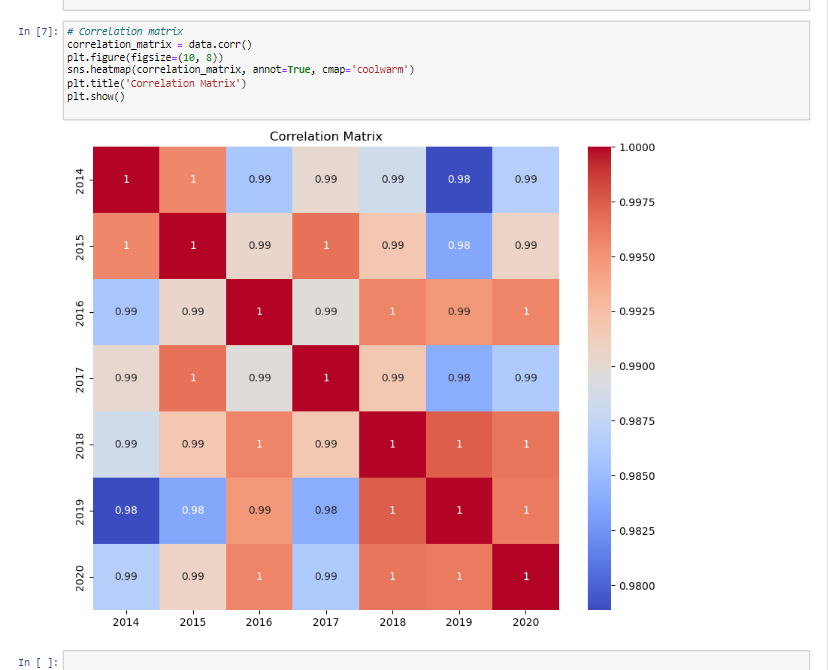 In [7]: # Correlation matrix
correlation_matrix = data.corr()
plt.figure(figsize=(10, 8))
sns.heatmap(correlation_matrix, annot=True, cmap='coolwarm')
plt.title('Correlation Matrix')
plt.show()
Correlation Matrix
2014 1 1 0.99 0.99 0.99 0.98 0.99
2015 1 1 0.99 1 0.99 0.98 0.99
2016 0.99 0.99 1 0.99 1 0.99 1
2017 0.99 1 0.99 1 0.99 0.98 0.99
2018 0.99 0.99 1 0.99 1 1 1
2019 0.98 0.98 0.99 0.98 1 1 1
2020 0.99 0.99 1 0.99 1 1 1
2014 2015 2016 2017 2018 2019 2020
1.0000
0.9975
0.9950
0.9925
0.9900
0.9875
0.9850
0.9825
0.9800
In [ ]: